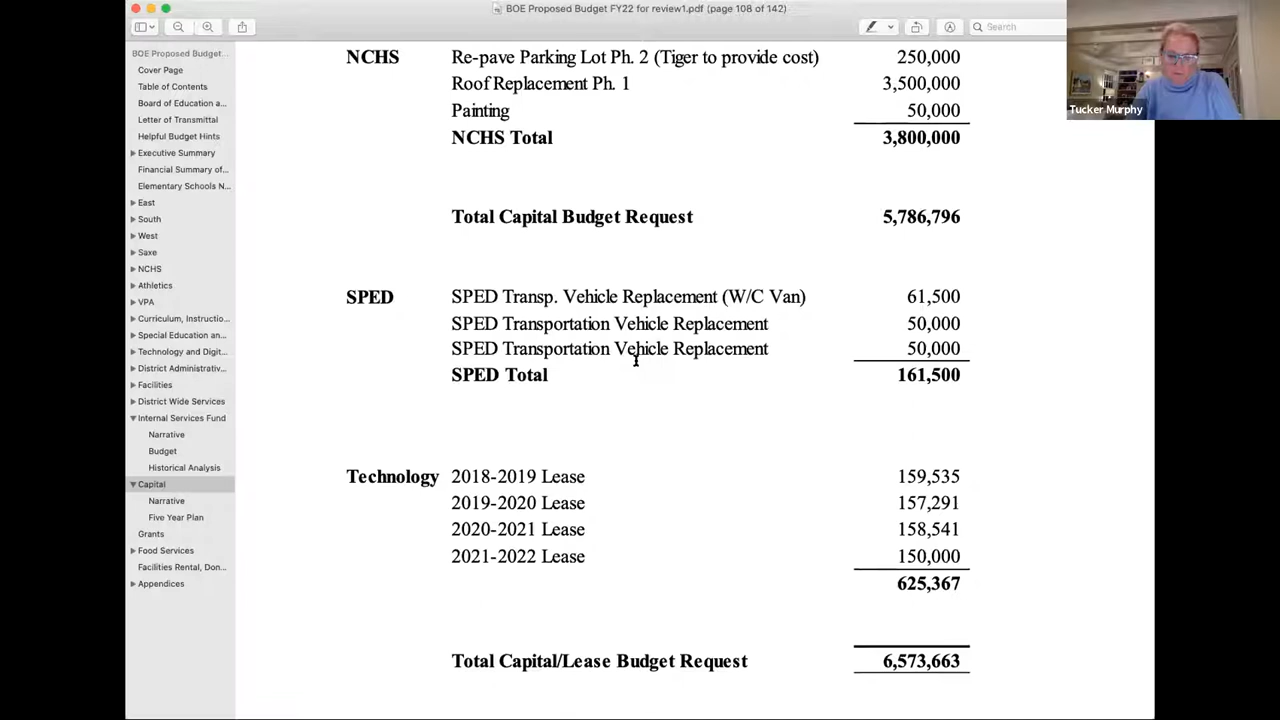 BOE Proposed Budget FY22 for review1.pdf (page 108 of 142)
Search
BOE Proposed Budget...
Cover Page
Table of Contents
Board of Education a...
Letter of Transmittal
Helpful Budget Hints
Executive Summary
Financial Summary of...
Elementary Schools N...
East
South
West
Saxe
NCHS
Athletics
VPA
Curriculum, Instructio...
Special Education an...
Technology and Digit...
District Administrativ...
Facilities
District Wide Services
Internal Services Fund
Narrative
Budget
Historical Analysis
Capital
Narrative
Five Year Plan
Grants
Food Services
Facilities Rental, Don...
Appendices
NCHS Re-pave Parking Lot Ph. 2 (Tiger to provide cost) 250,000
Roof Replacement Ph. 1 3,500,000
Painting 50,000
NCHS Total 3,800,000
Total Capital Budget Request 5,786,796
SPED SPED Transp. Vehicle Replacement (W/C Van) 61,500
SPED Transportation Vehicle Replacement 50,000
SPED Transportation Vehicle Replacement 50,000
SPED Total 161,500
Technology 2018-2019 Lease 159,535
2019-2020 Lease 157,291
2020-2021 Lease 158,541
2021-2022 Lease 150,000
625,367
Total Capital/Lease Budget Request 6,573,663
Tucker Murphy